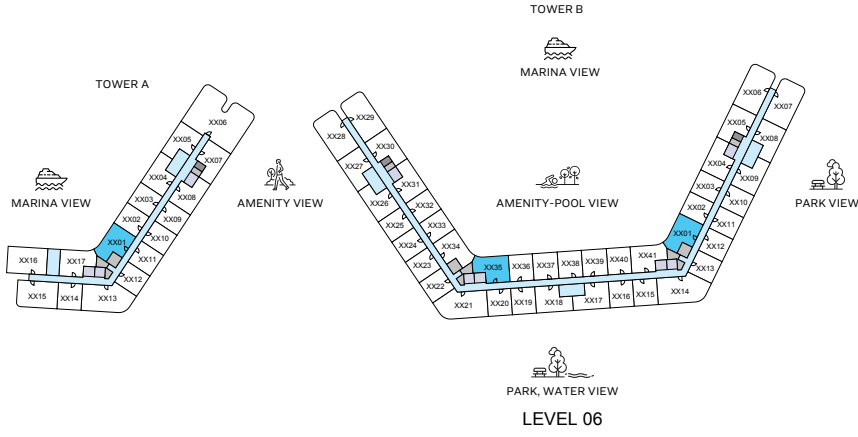 TOWER B
MARINA VIEW
TOWER A
XX06
XX05
XX07
XX04
XX08
XX03
XX09
XX02
XX10
XX01
XX11
XX12
XX16
XX17
XX15
XX14
XX13
MARINA VIEW
AMENITY VIEW
XX29
XX28
XX30
XX27
XX31
XX26
XX32
XX25
XX33
XX24
XX34
XX23
XX22
XX21
XX35
XX36
XX37
XX38
XX39
XX40
XX41
XX20
XX19
XX18
XX17
XX16
XX15
XX14
XX06
XX07
XX05
XX08
XX04
XX09
XX03
XX10
XX02
XX11
XX01
XX12
XX13
AMENITY-POOL VIEW
PARK VIEW
PARK, WATER VIEW
LEVEL 06